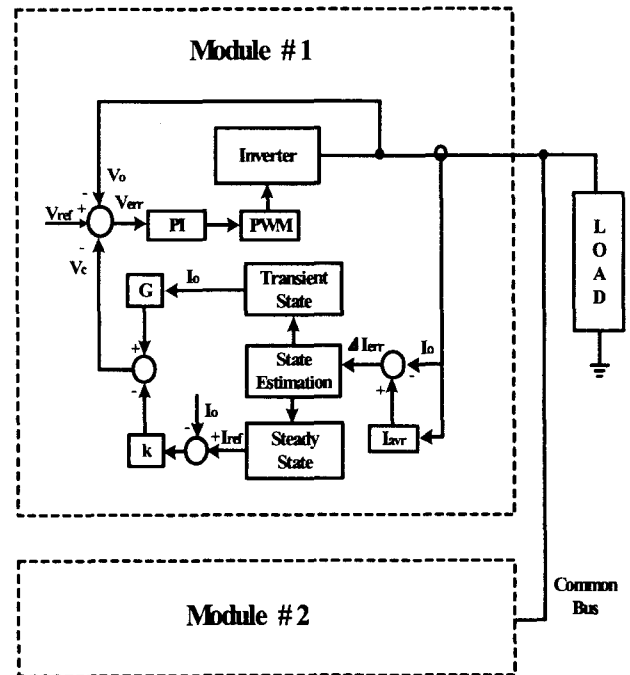 Module #1
Inverter
Vo
-
Vref
+
Verr
PI
PWM
-
Vc
G
Io
Transient
State
+
-
State
Estimation
Δ Ierr
Io
-
+
Iavr
Io
-
k
+ Iref
Steady
State
L
O
A
D
Common
Bus
Module #2